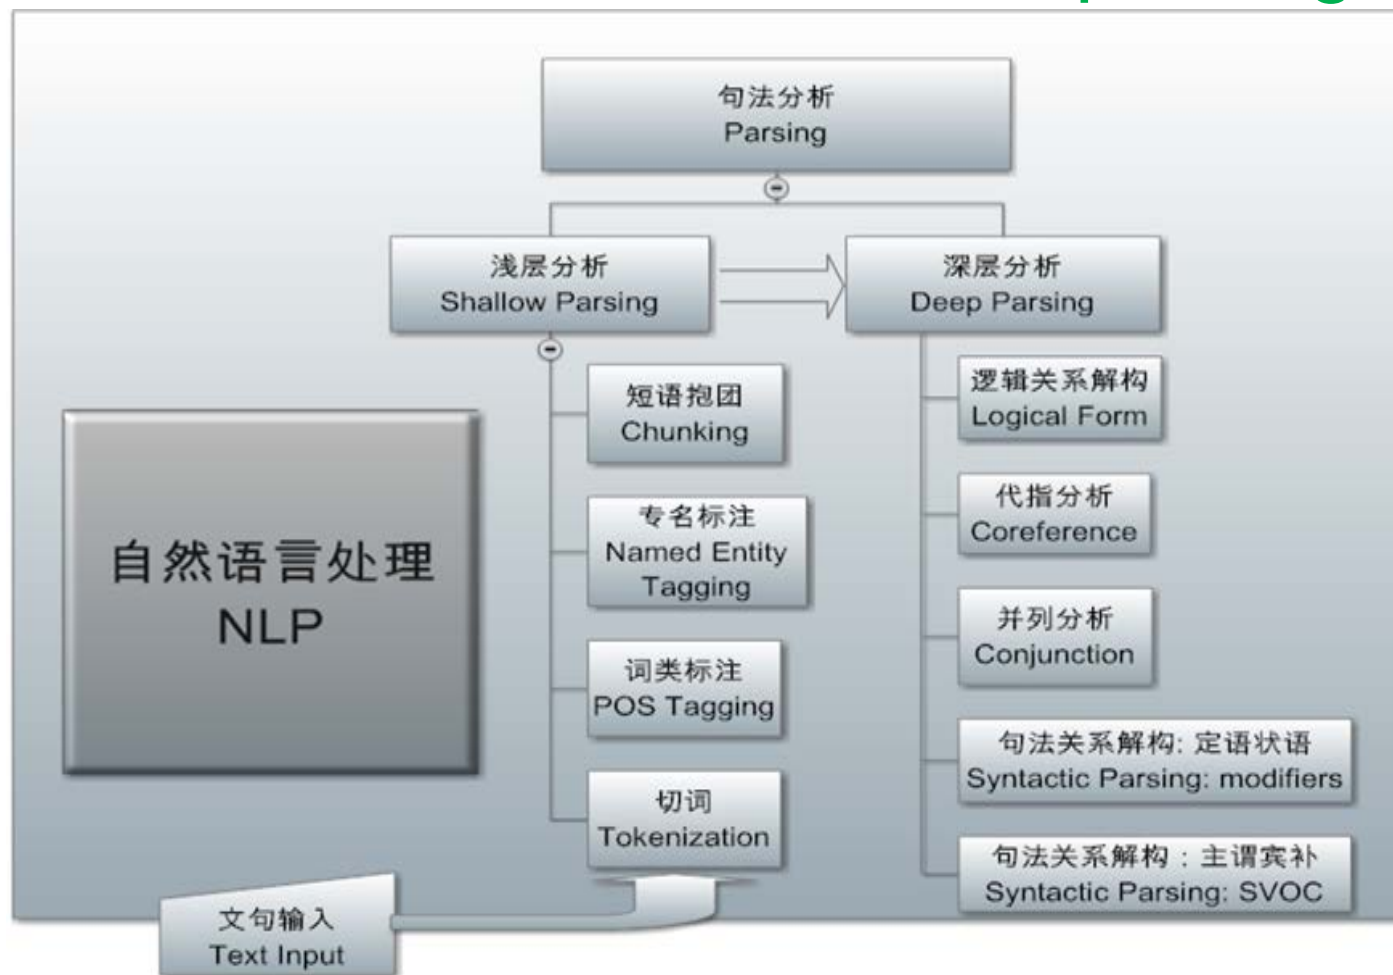 句法分析
Parsing
浅层分析
Shallow Parsing
深层分析
Deep Parsing
短语抱团
Chunking
专名标注
Named Entity
Tagging
词类标注
POS Tagging
切词
Tokenization
逻辑关系解构
Logical Form
代指分析
Coreference
并列分析
Conjunction
句法关系解构: 定语状语
Syntactic Parsing: modifiers
句法关系解构：主谓宾补
Syntactic Parsing: SVOC
自然语言处理
NLP
文句输入
Text Input